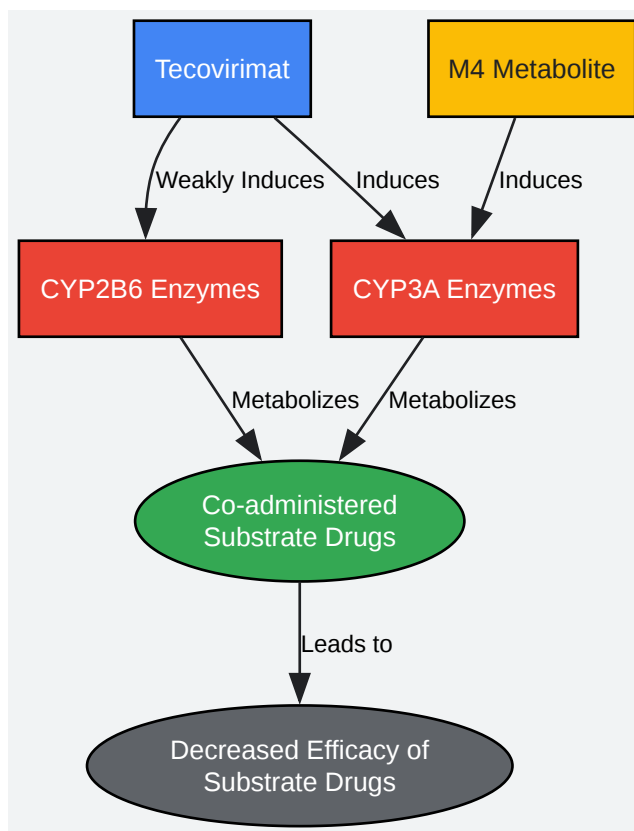 Tecovirimat
M4 Metabolite
Weakly Induces
Induces
Induces
CYP2B6 Enzymes
CYP3A Enzymes
Metabolizes
Metabolizes
Co-administered
Substrate Drugs
Leads to
Decreased Efficacy of
Substrate Drugs